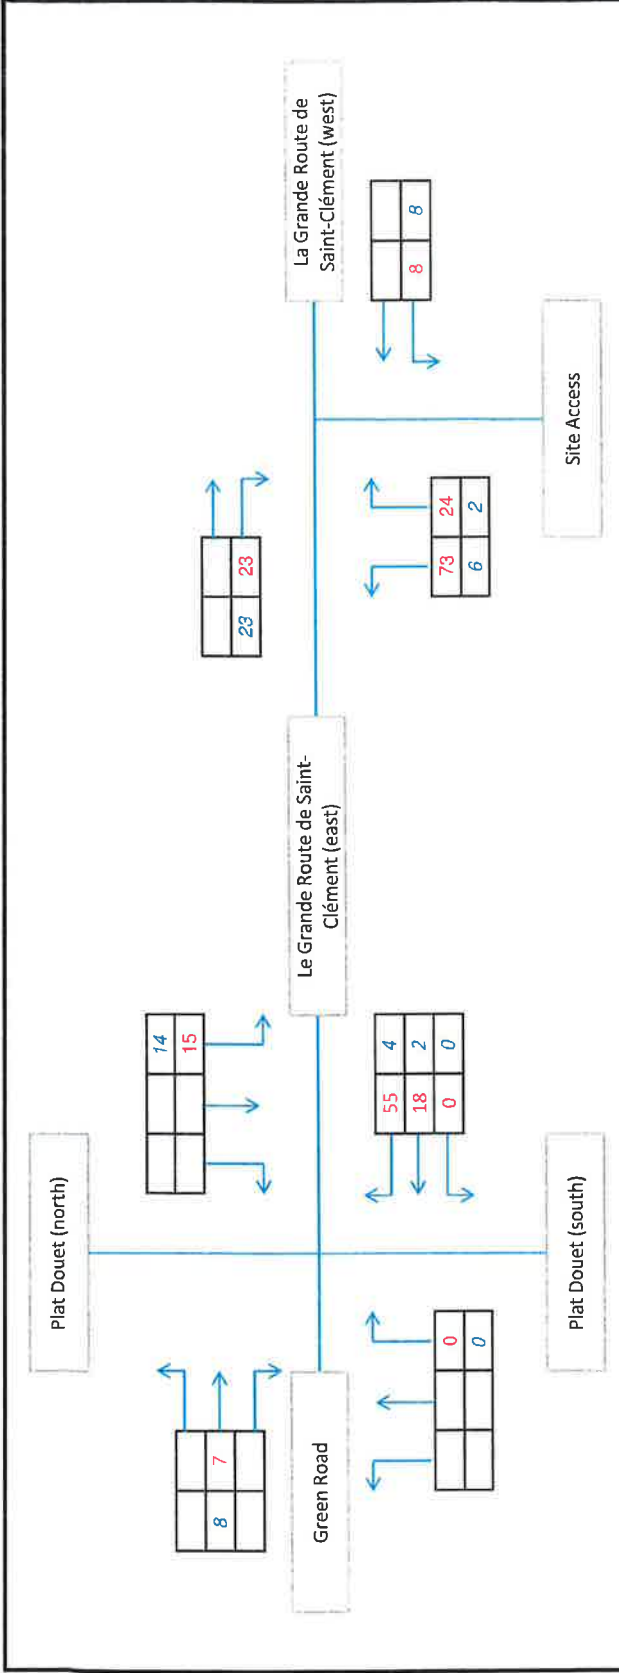 Plat Douet (north)
14
15
8 7
Green Road
0
0
55 4
18 2
0 0
Plat Douet (south)
Le Grande Route de Saint-
Clément (east)
23 23
73 24
6 2
La Grande Route de
Saint-Clément (west)
8 8
Site Access